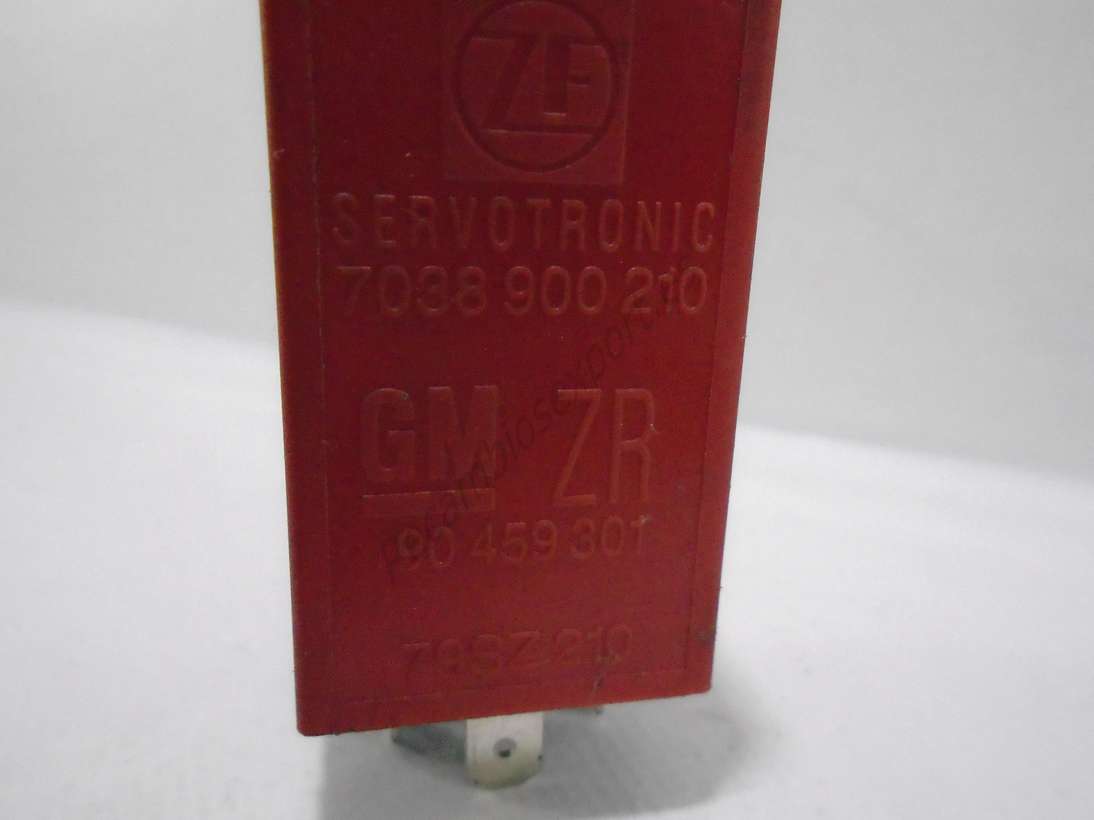 ZF
SERVOTRONIC
7038 900 210
GM ZR
90 459 301
79SZ 210